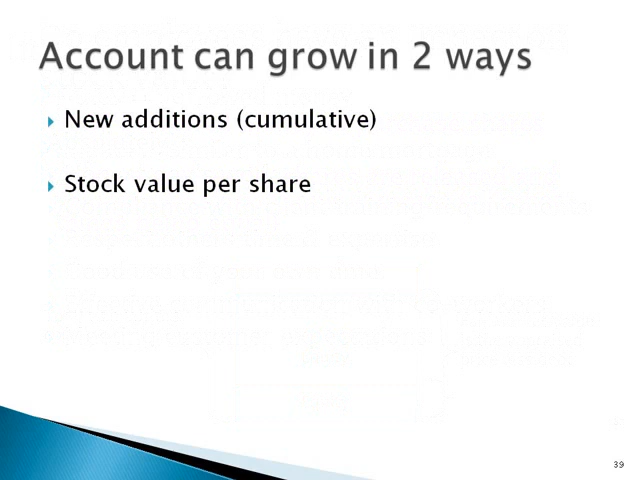 Account can grow in 2 ways
New additions (cumulative)
Stock value per share
39